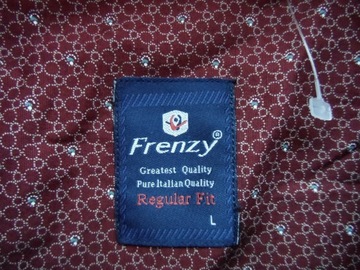 Frenzy
Greatest Quality
Pure Italian Quality
Regular Fit
L